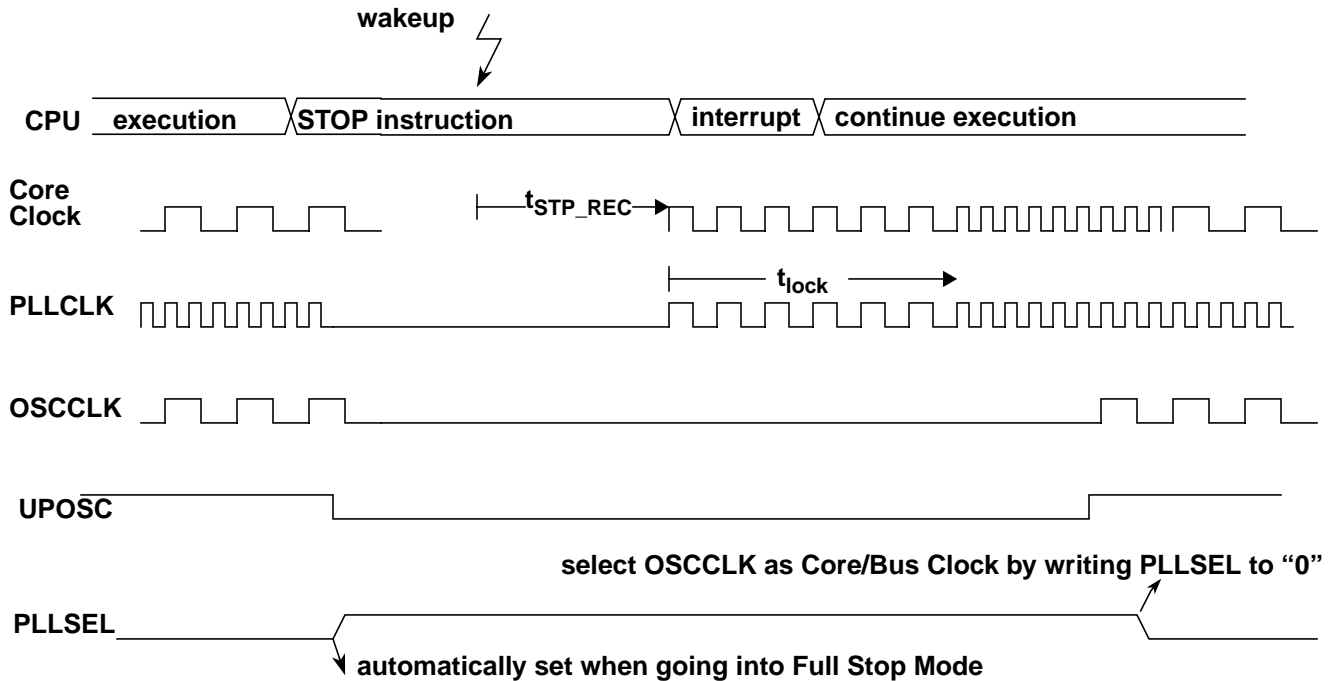 wakeup
CPU execution STOP instruction interrupt continue execution
Core
Clock
tSTP_REC
tlock
PLLCLK
OSCCLK
UPOSC
select OSCCLK as Core/Bus Clock by writing PLLSEL to “0”
PLLSEL
automatically set when going into Full Stop Mode